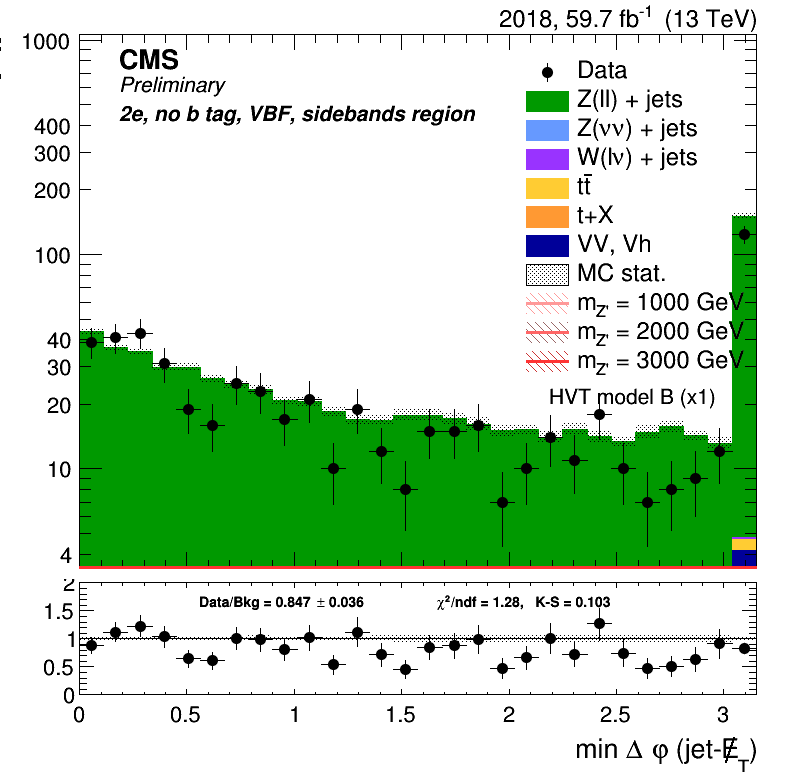 2018, 59.7 fb⁻¹ (13 TeV)
1000
CMS
Preliminary
2e, no b tag, VBF, sidebands region
Data
Z(ll) + jets
Z(νν) + jets
W(lν) + jets
tt̄
t+X
VV, Vh
MC stat.
m_Z' = 1000 GeV
m_Z' = 2000 GeV
m_Z' = 3000 GeV
HVT model B (x1)
400
300
200
100
40
30
20
10
4
2
1.5
1
0.5
0
Data/Bkg = 0.847 ± 0.036
χ²/ndf = 1.28, K-S = 0.103
0 0.5 1 1.5 2 2.5 3
min Δ φ (jet-E̸_T)